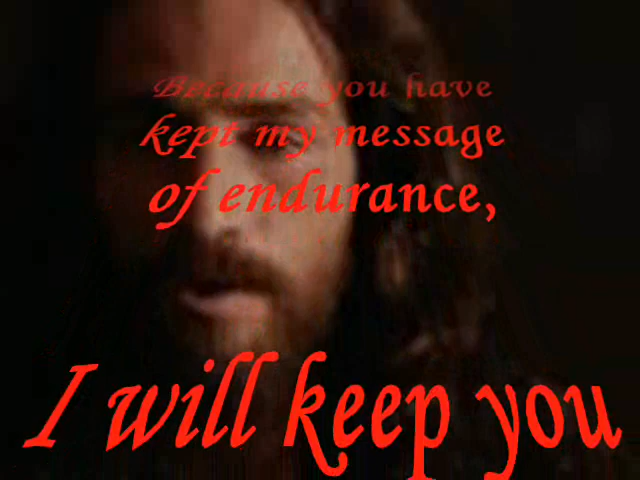 Because you have
kept my message
of endurance,
I will keep you